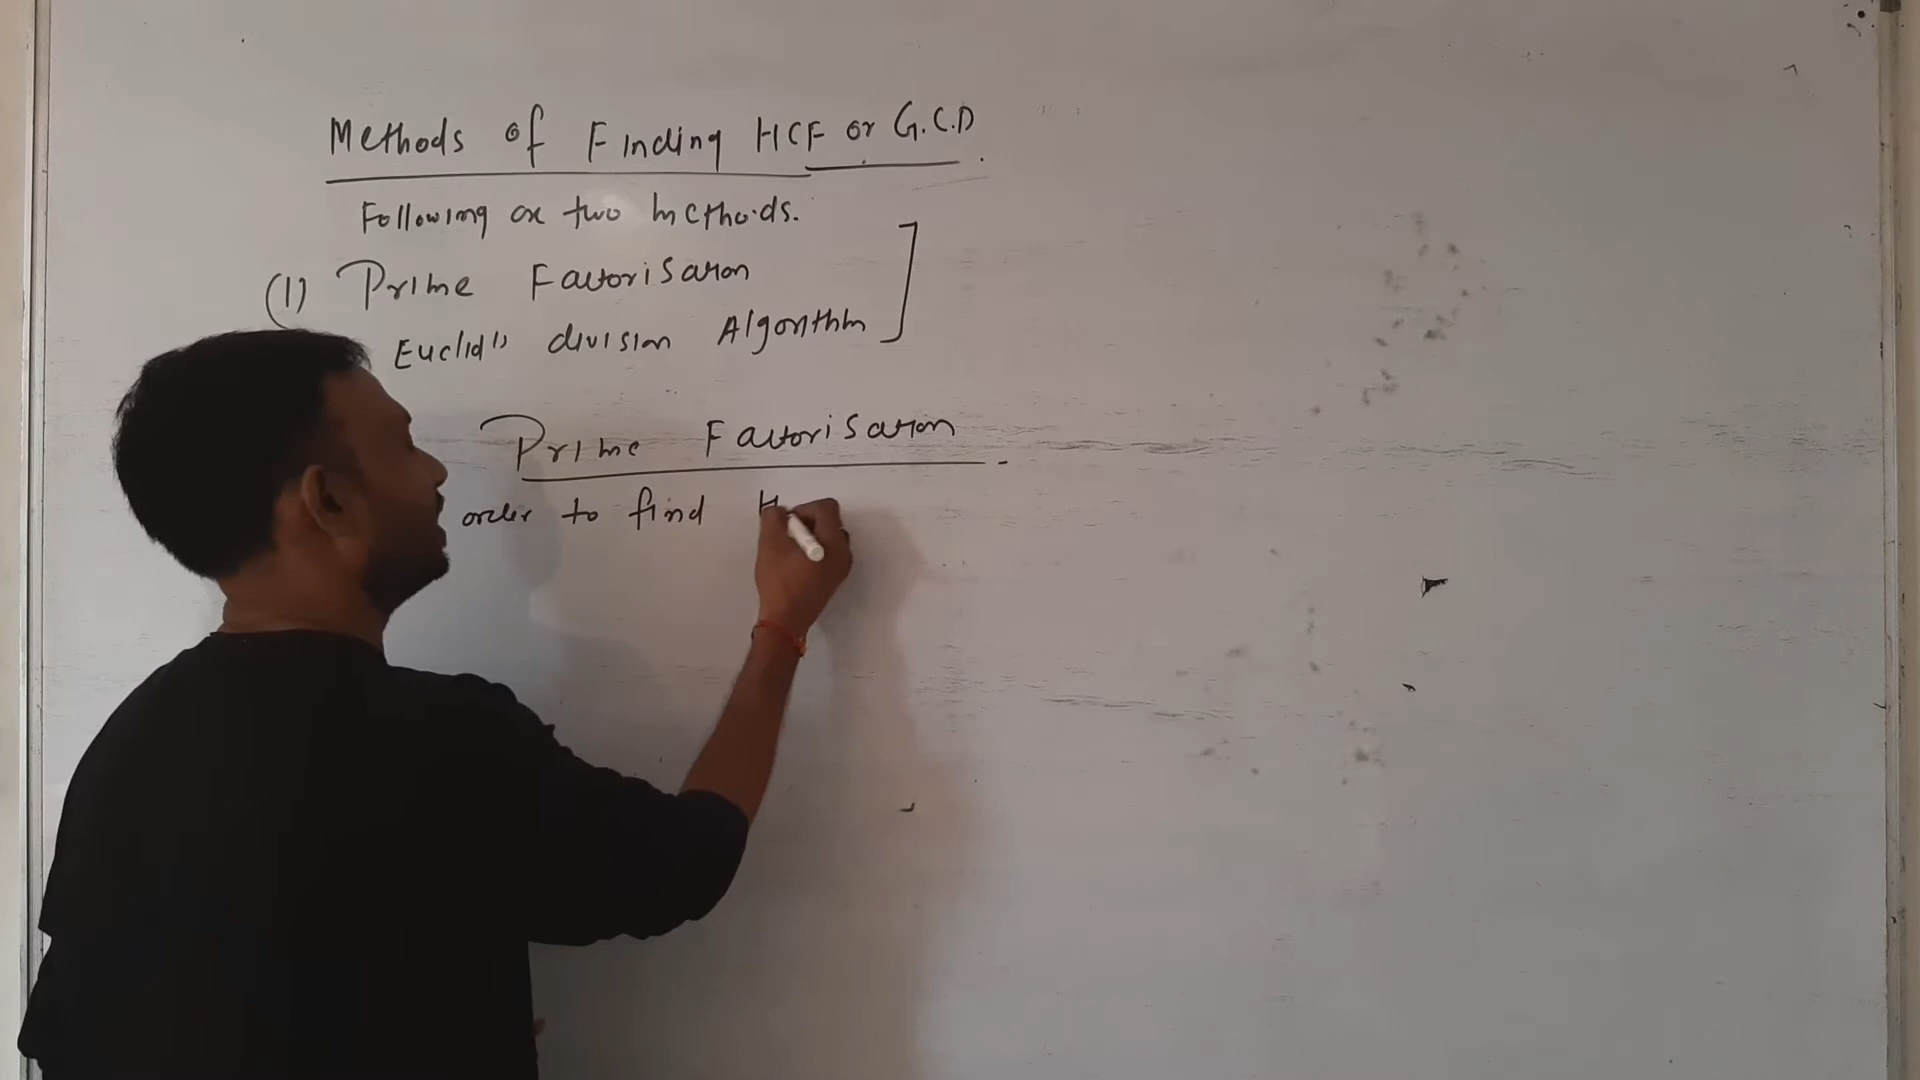 Methods of Finding HCF or G.C.D.
Following are two methods.
(1) Prime Factorisation
Euclid's division Algorithm
Prime Factorisation
order to find H